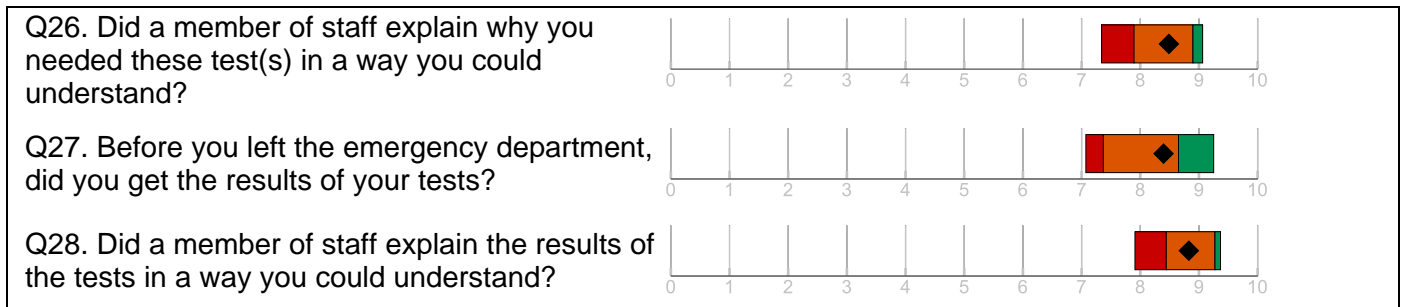 Q26. Did a member of staff explain why you
needed these test(s) in a way you could
understand?
0 1 2 3 4 5 6 7 8 9 10
Q27. Before you left the emergency department,
did you get the results of your tests?
0 1 2 3 4 5 6 7 8 9 10
Q28. Did a member of staff explain the results of
the tests in a way you could understand?
0 1 2 3 4 5 6 7 8 9 10